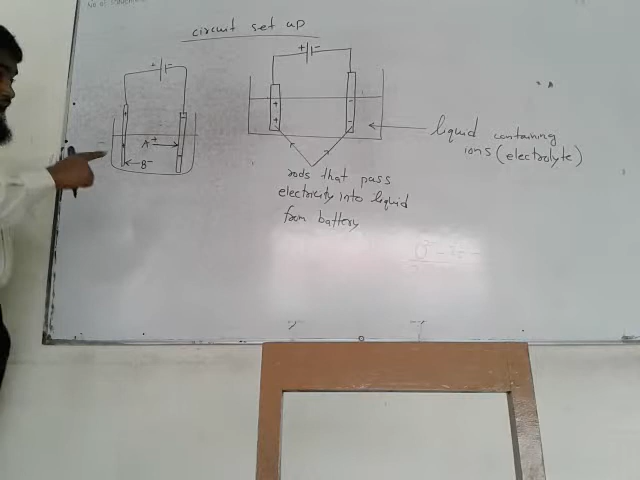 circuit set up
+ -
+ -
A+
B-
liquid containing
ions (electrolyte)
rods that pass
electricity into liquid
from battery